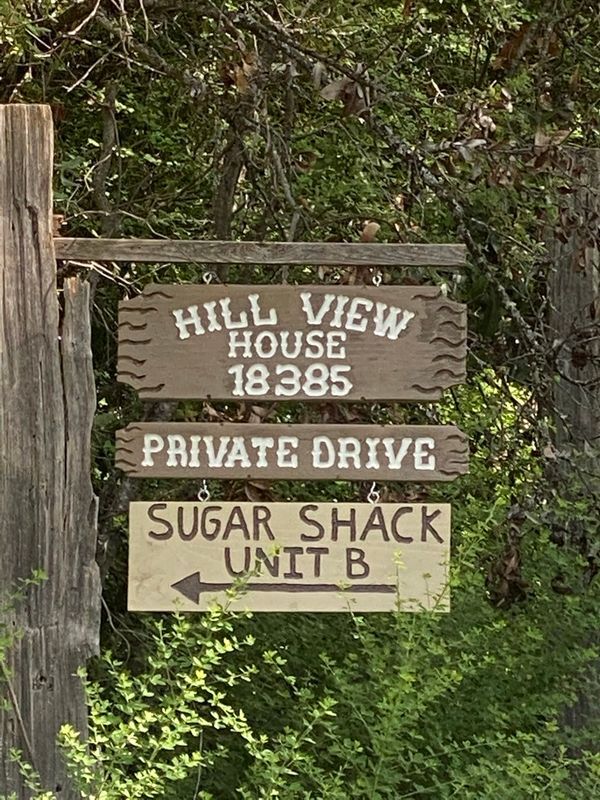 HILL VIEW
HOUSE
18385
PRIVATE DRIVE
SUGAR SHACK
UNIT B